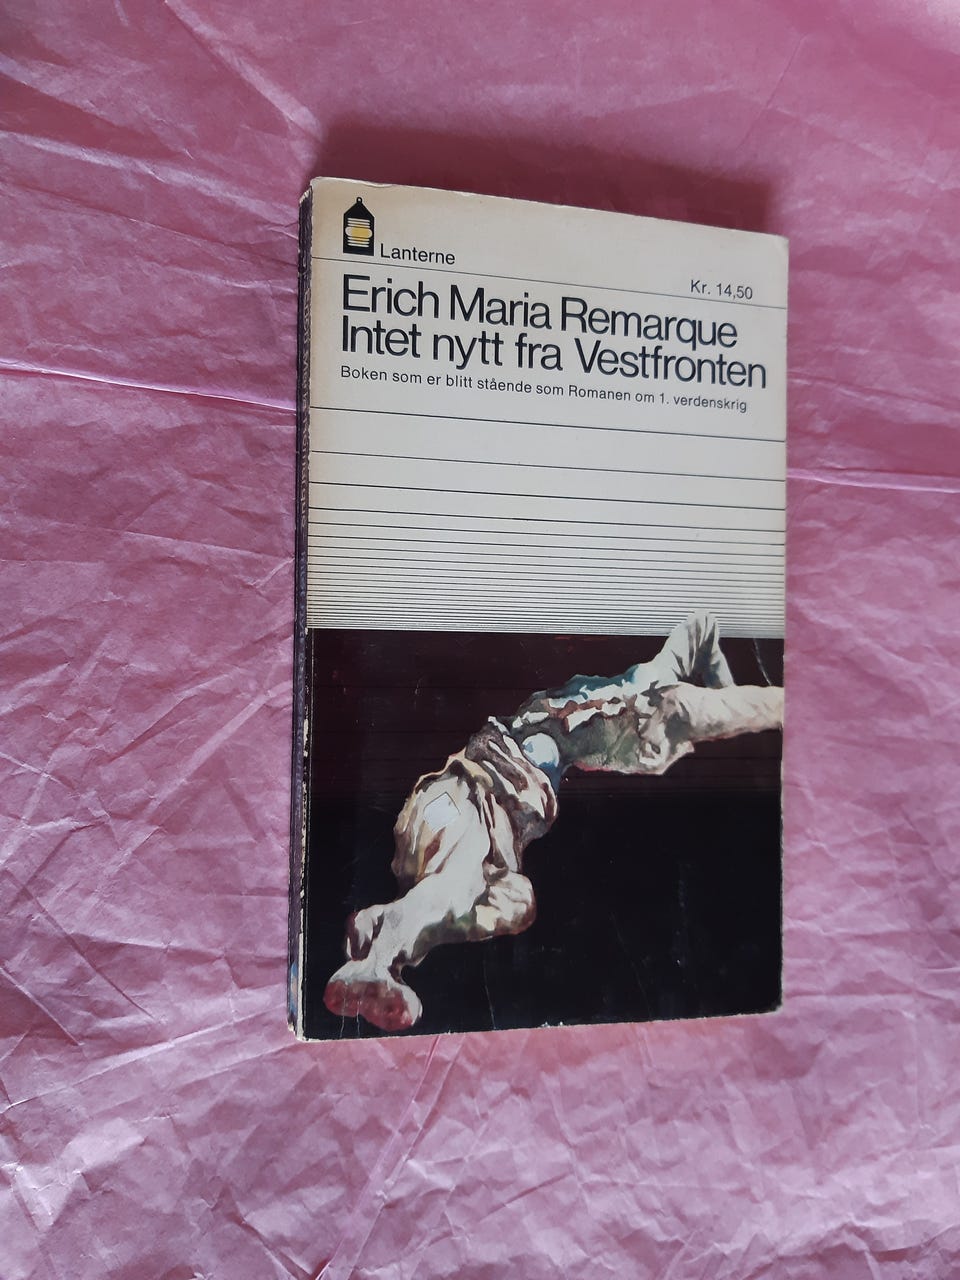 Lanterne
Kr. 14,50
Erich Maria Remarque
Intet nytt fra Vestfronten
Boken som er blitt stående som Romanen om 1. verdenskrig